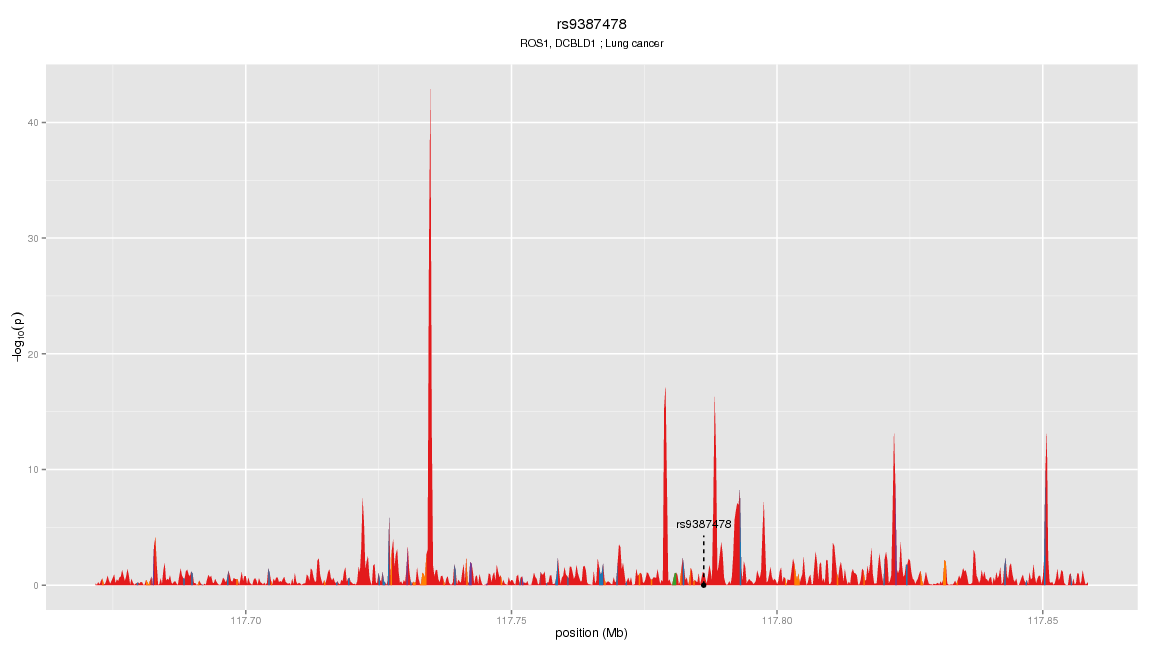 rs9387478
ROS1, DCBLD1 ; Lung cancer
−log10(p)
40
30
20
10
0
rs9387478
117.70
117.75
117.80
117.85
position (Mb)